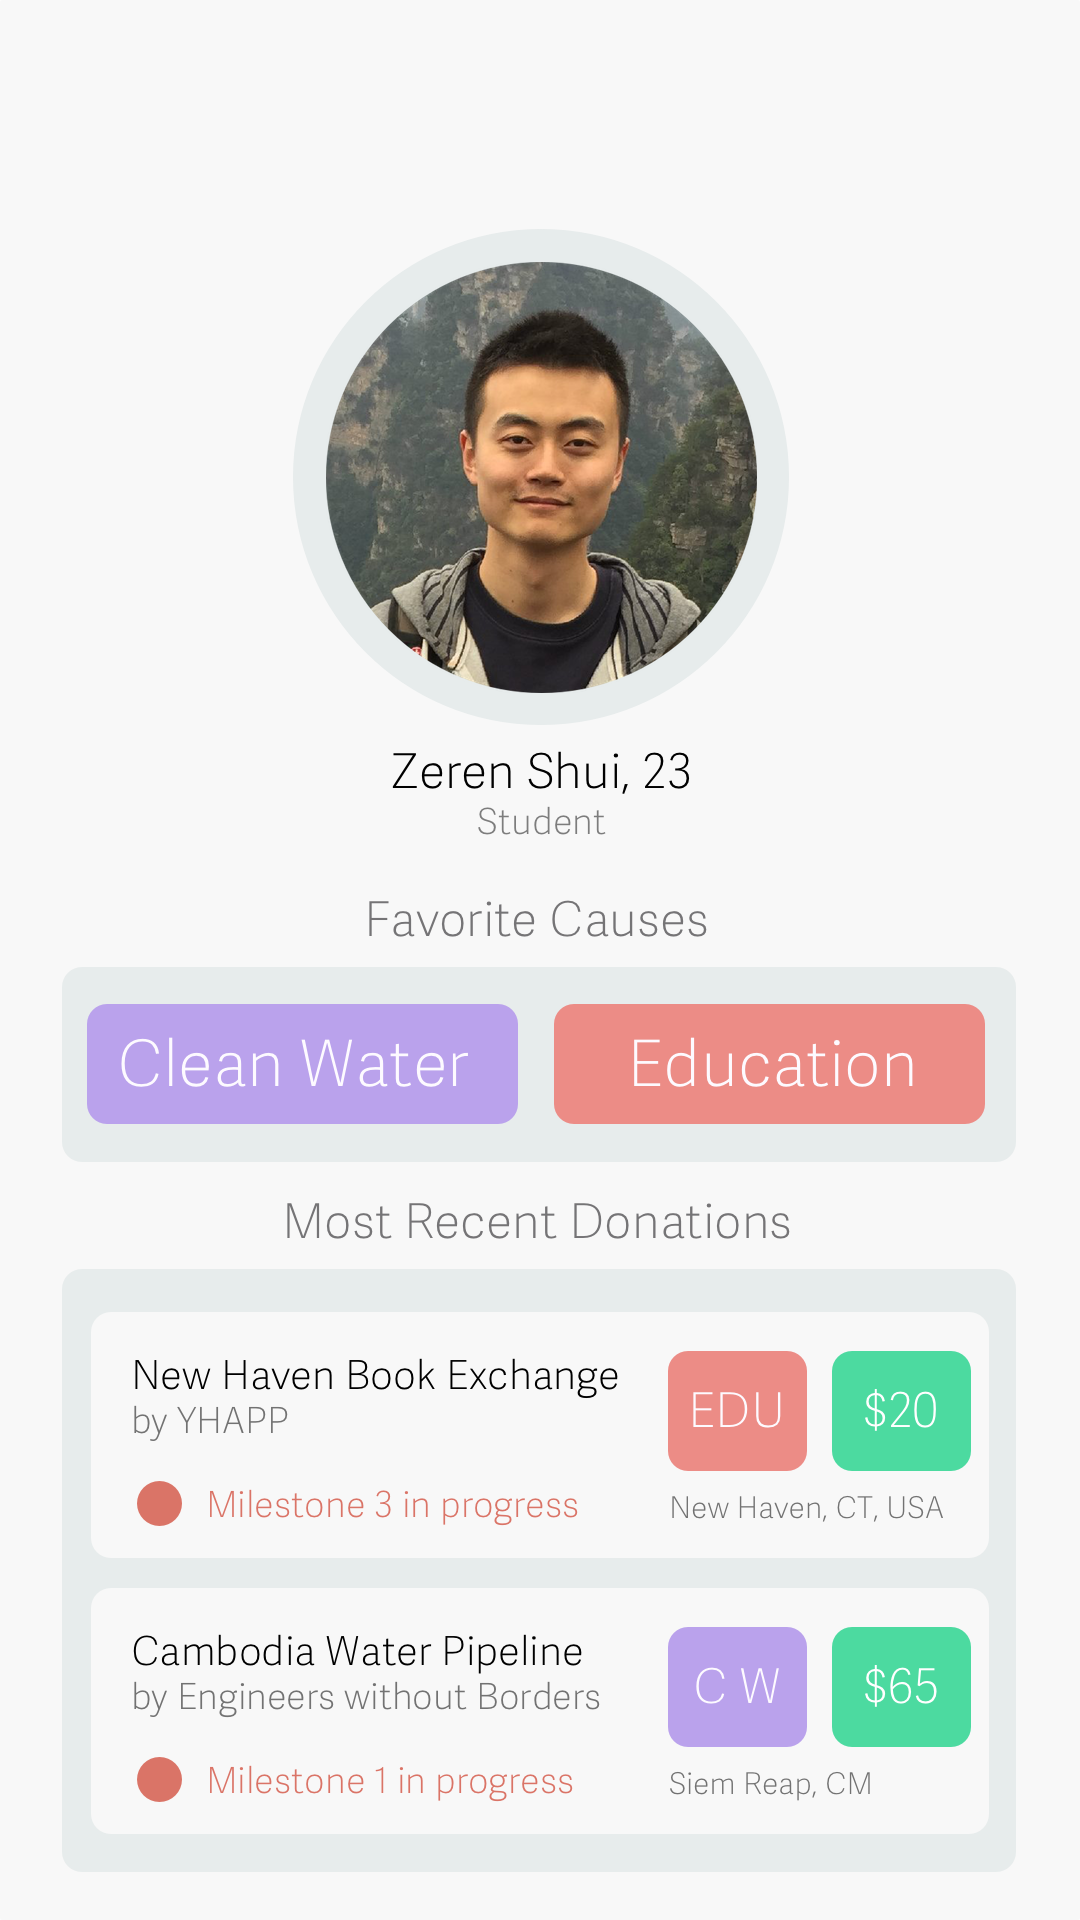 Zeren Shui, 23
Student
Favorite Causes
Clean Water
Education
Most Recent Donations
New Haven Book Exchange
by YHAPP
Milestone 3 in progress
EDU
$20
New Haven, CT, USA
Cambodia Water Pipeline
by Engineers without Borders
Milestone 1 in progress
C W
$65
Siem Reap, CM